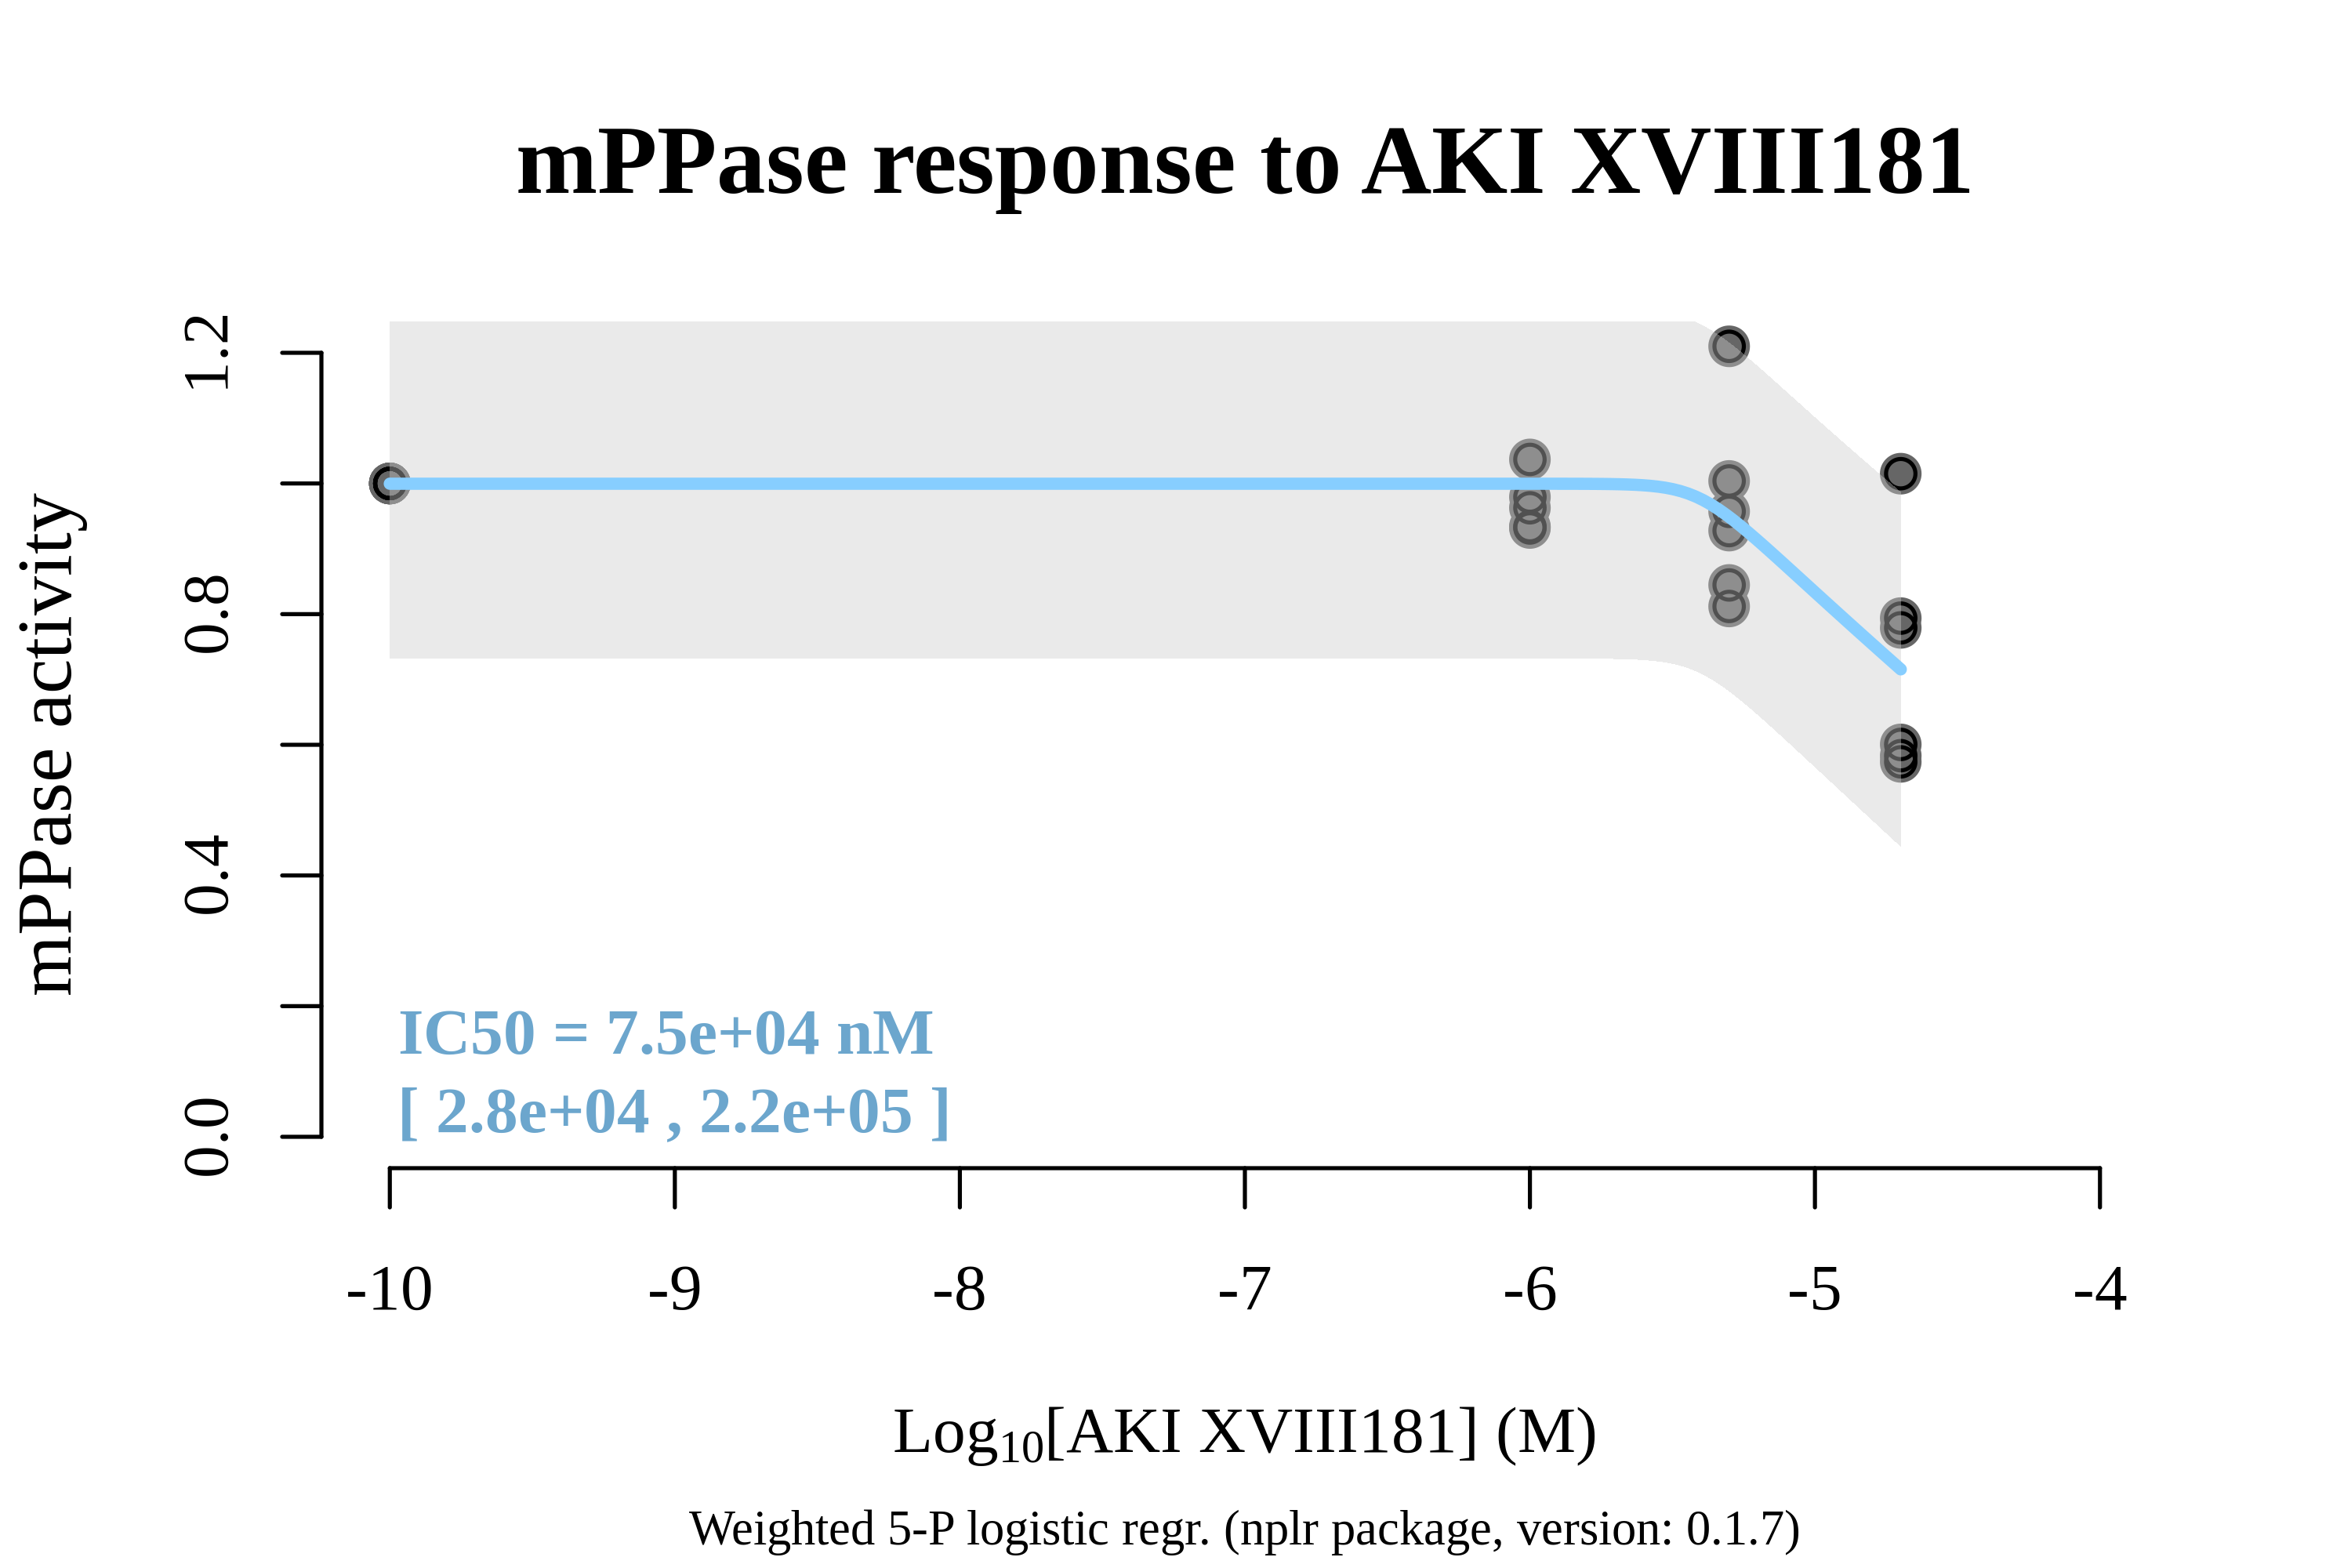 mPPase response to AKI XVIII181
mPPase activity
1.2
0.8
0.4
0.0
IC50 = 7.5e+04 nM
[ 2.8e+04 , 2.2e+05 ]
-10 -9 -8 -7 -6 -5 -4
Log10[AKI XVIII181] (M)
Weighted 5-P logistic regr. (nplr package, version: 0.1.7)